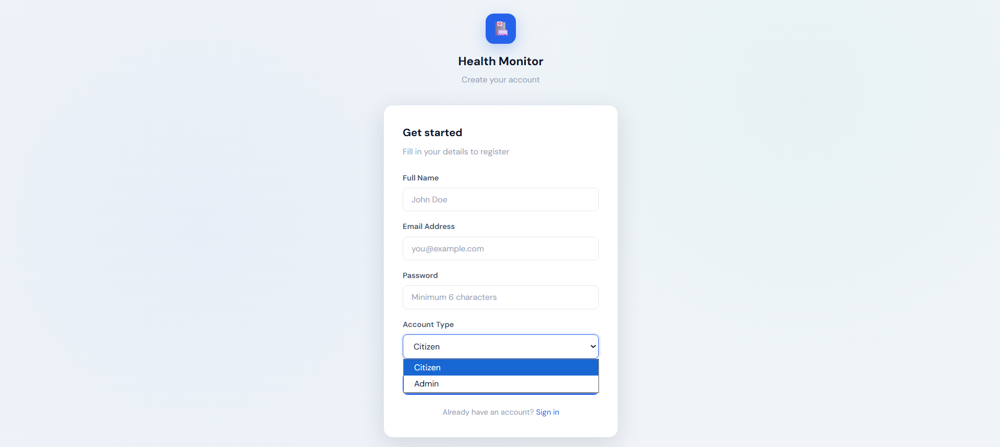 Health Monitor
Create your account
Get started
Fill in your details to register
Full Name
John Doe
Email Address
you@example.com
Password
Minimum 6 characters
Account Type
Citizen
Citizen
Admin
Already have an account? Sign in